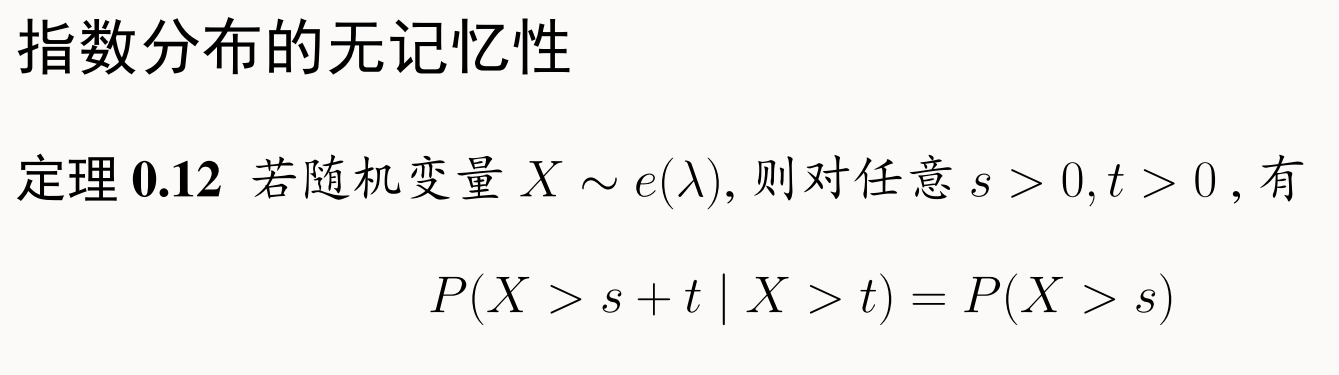 指数分布的无记忆性
定理 0.12 若随机变量 X ∼ e(λ), 则对任意 s > 0, t > 0 , 有
P(X > s + t | X > t) = P(X > s)